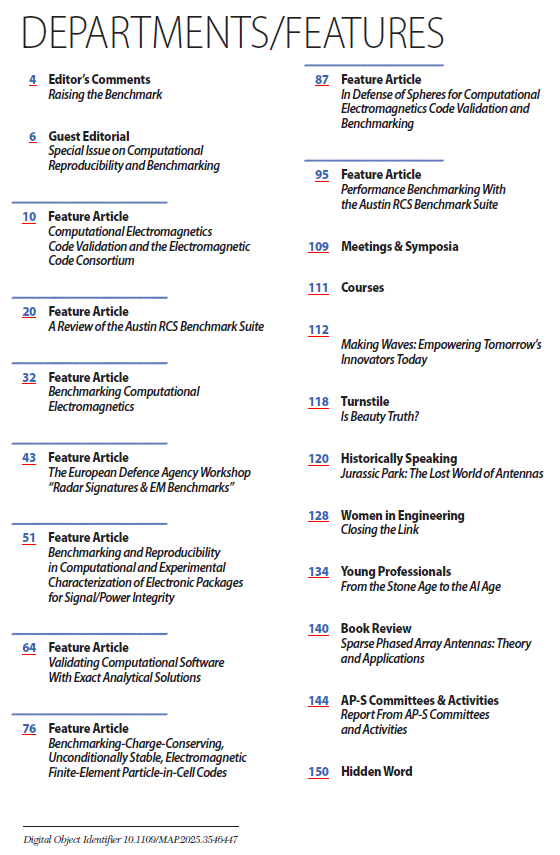 DEPARTMENTS/FEATURES
4 Editor's Comments
Raising the Benchmark
6 Guest Editorial
Special Issue on Computational
Reproducibility and Benchmarking
10 Feature Article
Computational Electromagnetics
Code Validation and the Electromagnetic
Code Consortium
20 Feature Article
A Review of the Austin RCS Benchmark Suite
32 Feature Article
Benchmarking Computational
Electromagnetics
43 Feature Article
The European Defence Agency Workshop
“Radar Signatures & EM Benchmarks”
51 Feature Article
Benchmarking and Reproducibility
in Computational and Experimental
Characterization of Electronic Packages
for Signal/Power Integrity
64 Feature Article
Validating Computational Software
With Exact Analytical Solutions
76 Feature Article
Benchmarking-Charge-Conserving,
Unconditionally Stable, Electromagnetic
Finite-Element Particle-in-Cell Codes
87 Feature Article
In Defense of Spheres for Computational
Electromagnetics Code Validation and
Benchmarking
95 Feature Article
Performance Benchmarking With
the Austin RCS Benchmark Suite
109 Meetings & Symposia
111 Courses
112
Making Waves: Empowering Tomorrow's
Innovators Today
118 Turnstile
Is Beauty Truth?
120 Historically Speaking
Jurassic Park: The Lost World of Antennas
128 Women in Engineering
Closing the Link
134 Young Professionals
From the Stone Age to the AI Age
140 Book Review
Sparse Phased Array Antennas: Theory
and Applications
144 AP-S Committees & Activities
Report From AP-S Committees
and Activities
150 Hidden Word
Digital Object Identifier 10.1109/MAP.2025.3546447